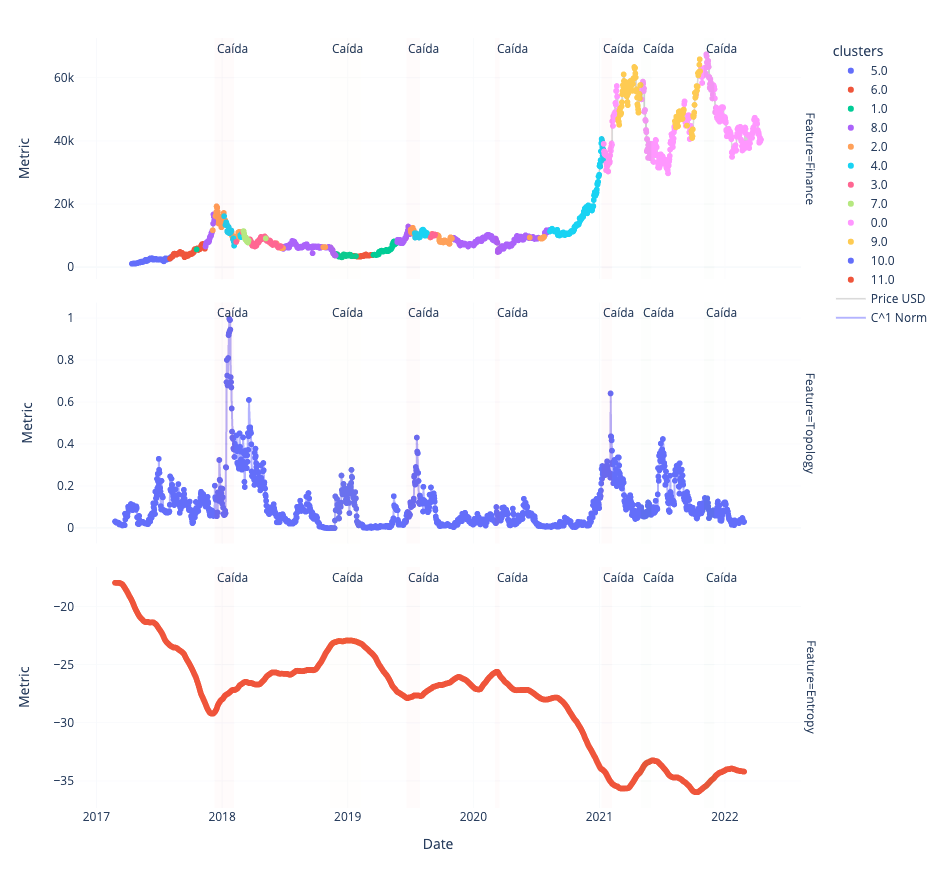 Caída Caída Caída Caída Caída Caída Caída
clusters
5.0
6.0
1.0
8.0
2.0
4.0
3.0
7.0
0.0
9.0
10.0
11.0
Price USD
C^1 Norm
60k
40k
20k
0
Metric
Feature=Finance
Caída Caída Caída Caída Caída Caída Caída
1
0.8
0.6
0.4
0.2
0
Metric
Feature=Topology
Caída Caída Caída Caída Caída Caída Caída
−20
−25
−30
−35
Metric
Feature=Entropy
2017 2018 2019 2020 2021 2022
Date